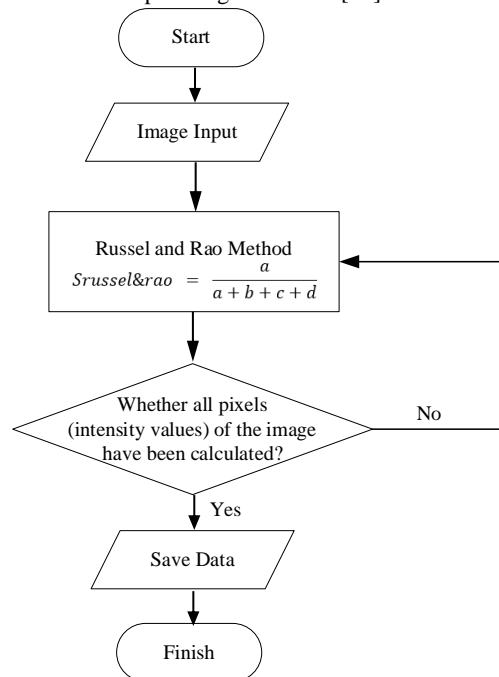 Start
Image Input
Russel and Rao Method
Srussel&rao = a / a + b + c + d
Whether all pixels
(intensity values) of the image
have been calculated?
No
Yes
Save Data
Finish